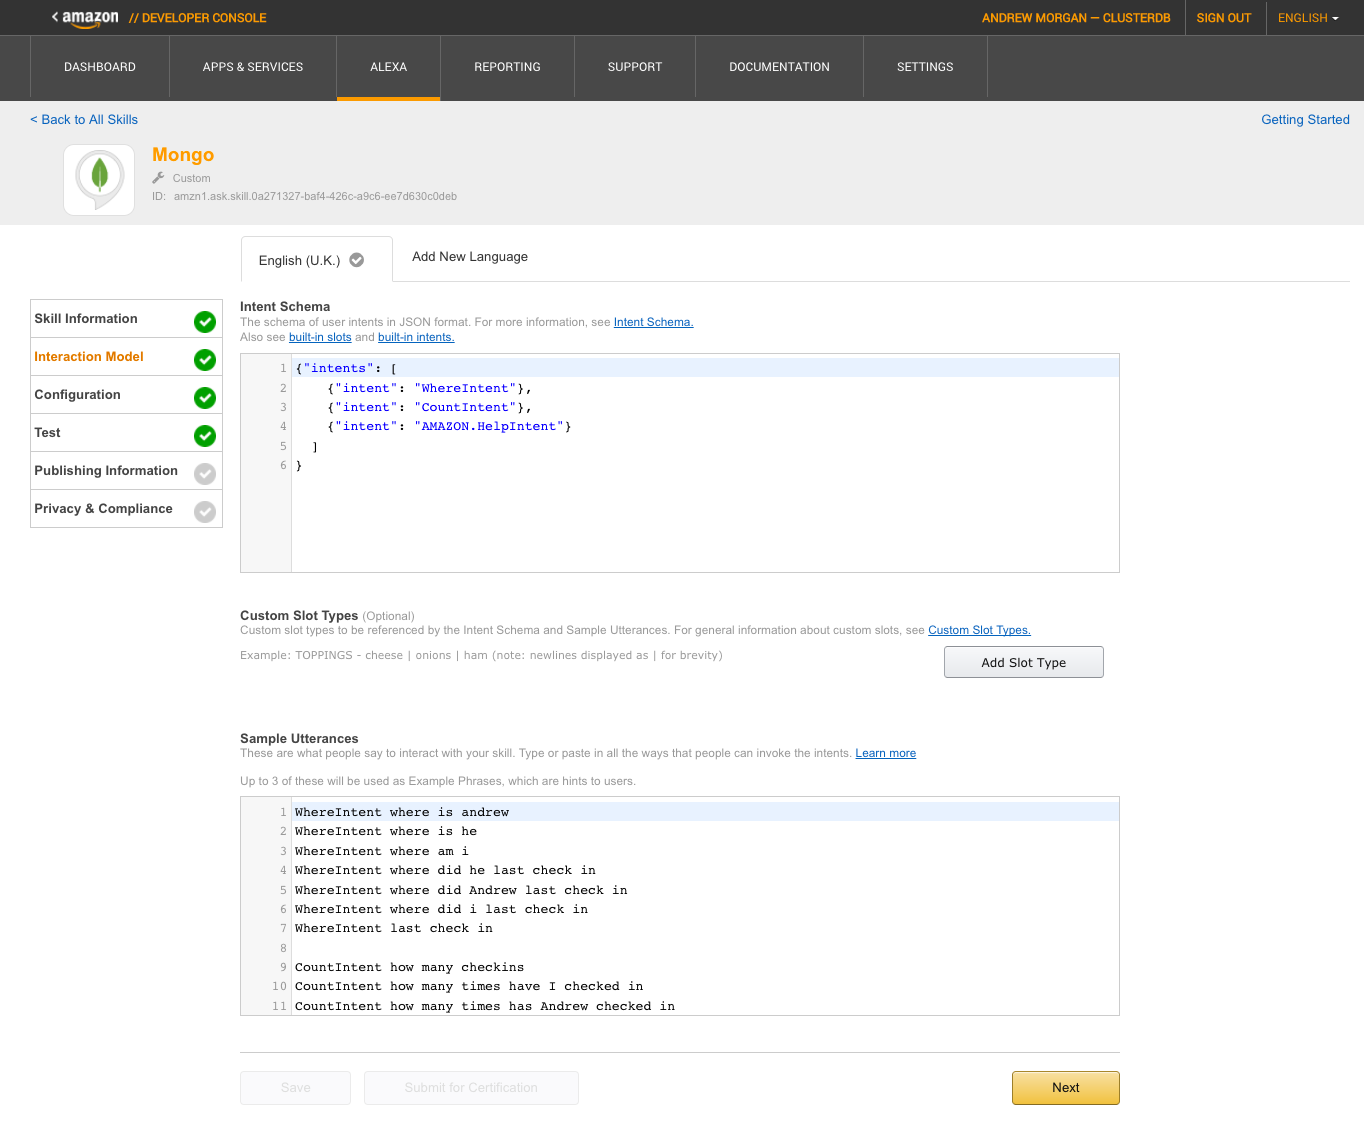 < amazon // DEVELOPER CONSOLE
ANDREW MORGAN — CLUSTERDB
SIGN OUT
ENGLISH
DASHBOARD
APPS & SERVICES
ALEXA
REPORTING
SUPPORT
DOCUMENTATION
SETTINGS
< Back to All Skills
Getting Started
Mongo
Custom
ID: amzn1.ask.skill.0a271327-baf4-426c-a9c6-ee7d630c0deb
English (U.K.)
Add New Language
Skill Information
Interaction Model
Configuration
Test
Publishing Information
Privacy & Compliance
Intent Schema
The schema of user intents in JSON format. For more information, see Intent Schema.
Also see built-in slots and built-in intents.
1 {"intents": [
2     {"intent": "WhereIntent"},
3     {"intent": "CountIntent"},
4     {"intent": "AMAZON.HelpIntent"}
5   ]
6 }
Custom Slot Types (Optional)
Custom slot types to be referenced by the Intent Schema and Sample Utterances. For general information about custom slots, see Custom Slot Types.
Example: TOPPINGS - cheese | onions | ham (note: newlines displayed as | for brevity)
Add Slot Type
Sample Utterances
These are what people say to interact with your skill. Type or paste in all the ways that people can invoke the intents. Learn more
Up to 3 of these will be used as Example Phrases, which are hints to users.
1 WhereIntent where is andrew
2 WhereIntent where is he
3 WhereIntent where am i
4 WhereIntent where did he last check in
5 WhereIntent where did Andrew last check in
6 WhereIntent where did i last check in
7 WhereIntent last check in
8
9 CountIntent how many checkins
10 CountIntent how many times have I checked in
11 CountIntent how many times has Andrew checked in
Save
Submit for Certification
Next